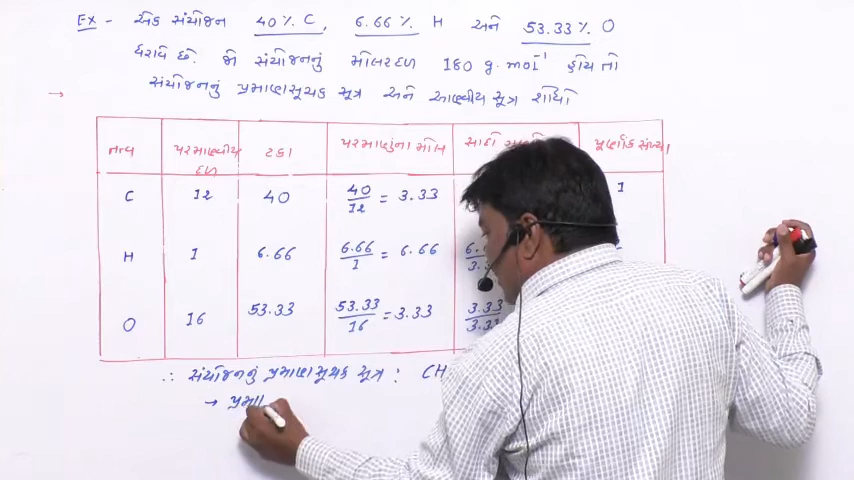 Ex - એક સંયોજન 40 % C, 6.66 % H અને 53.33 % O
ધરાવે છે. જો સંયોજનનું મોલરદળ 180 g. mol⁻¹ હોય તો
→ સંયોજનનું પ્રમાણસૂચક સૂત્ર અને આણ્વીય સૂત્ર શોધો
તત્વ પરમાણ્વીય દળ ટકા પરમાણુંના મોલ સાદો પૂર્ણાંક સંખ્યા
C 12 40 40/12 = 3.33 1
H 1 6.66 6.66/1 = 6.66
O 16 53.33 53.33/16 = 3.33 3.33/3.33
∴ સંયોજનનું પ્રમાણસૂચક સૂત્ર : CH
→ પ્રમા